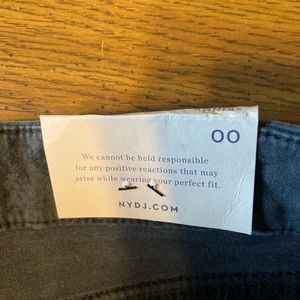 SKINNY
00
We cannot be held responsible
for any positive reactions that may
arise while wearing your perfect fit.
NYDJ.COM